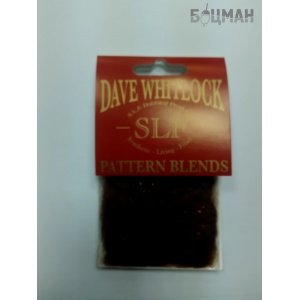 БОЦМАН
DAVE WHITLOCK
SLF
PATTERN BLENDS